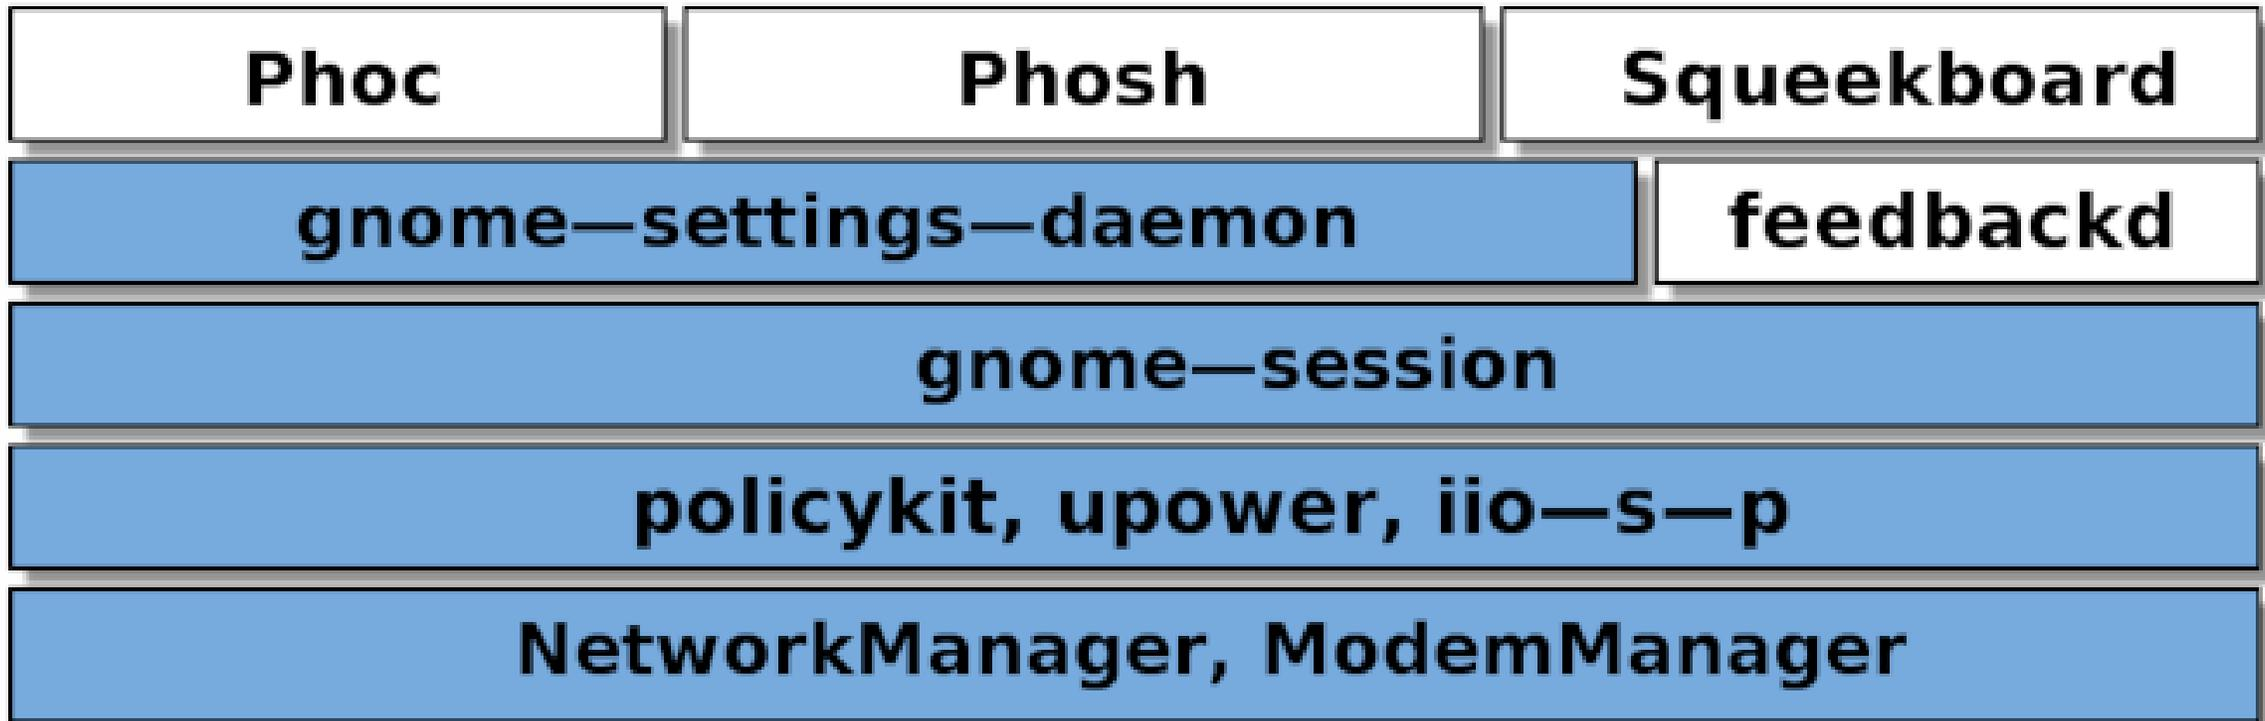 Phoc
Phosh
Squeekboard
gnome—settings—daemon
feedbackd
gnome—session
policykit, upower, iio—s—p
NetworkManager, ModemManager